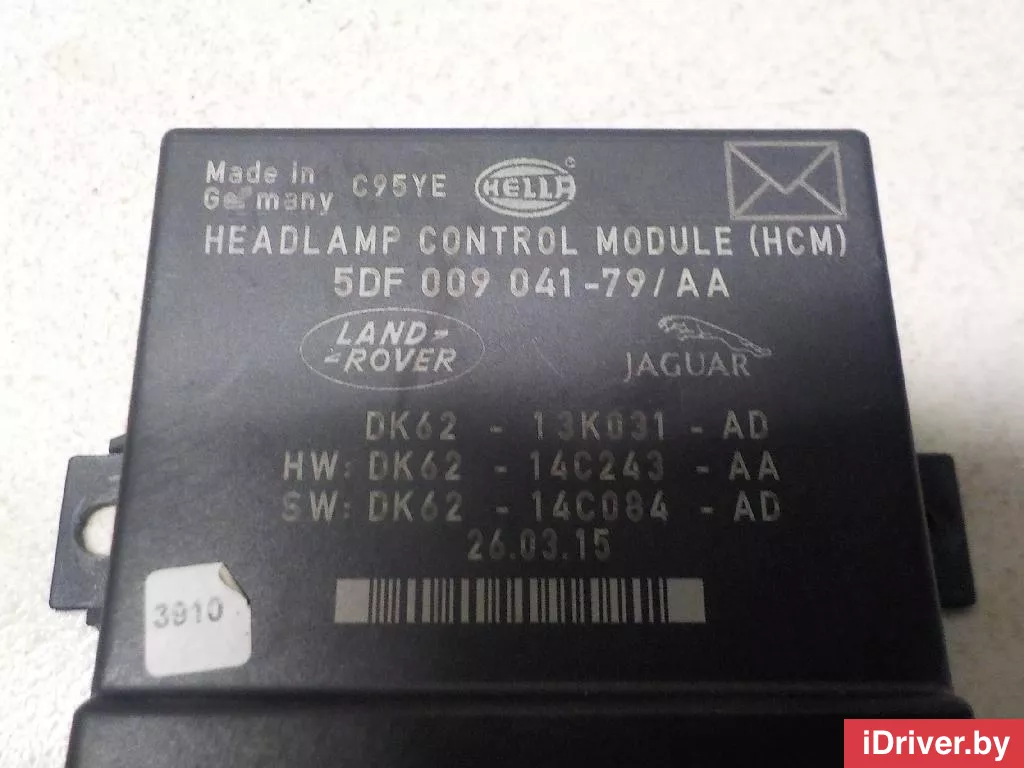 Made in
Germany
C95YE
HELLA
®
HEADLAMP CONTROL MODULE (HCM)
5DF 009 041-79/AA
LAND
ROVER
JAGUAR
DK62 - 13K031 - AD
HW: DK62 - 14C243 - AA
SW: DK62 - 14C084 - AD
26.03.15
3910
iDriver.by